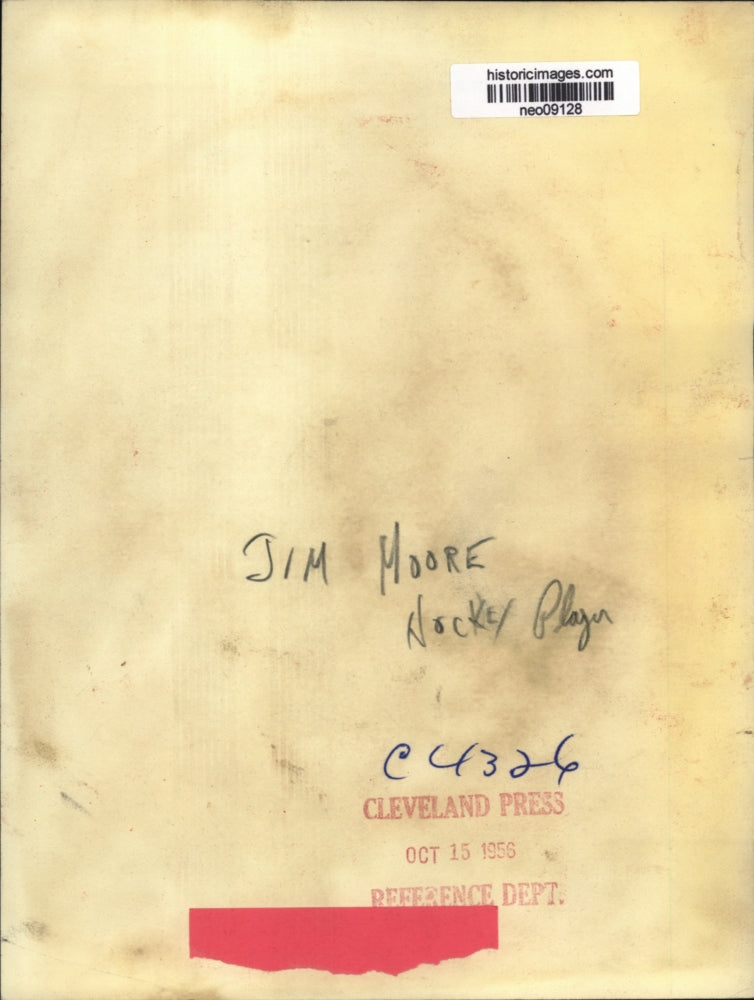 historicimages.com
neo09128
JIM MOORE
HOCKEY Player
C4326
CLEVELAND PRESS
OCT 15 1956
REFERENCE DEPT.